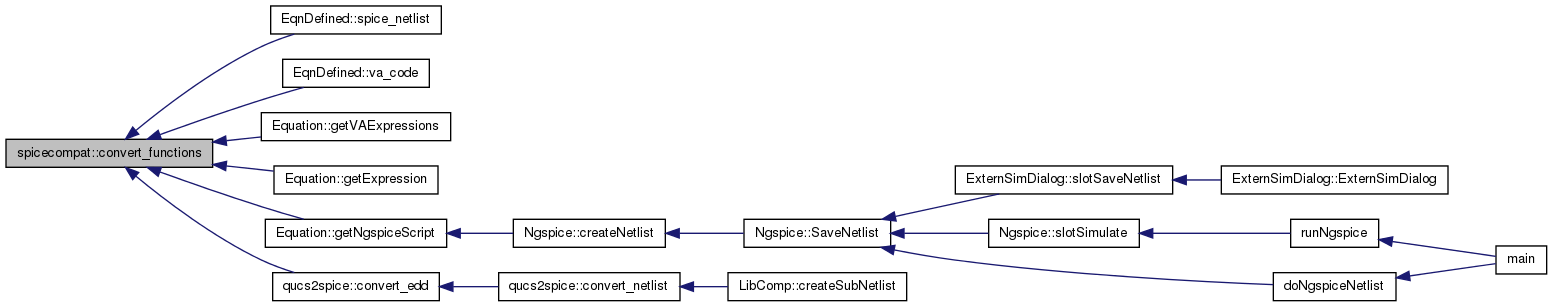 EqnDefined::spice_netlist
EqnDefined::va_code
Equation::getVAExpressions
spicecompat::convert_functions
Equation::getExpression
ExternSimDialog::slotSaveNetlist
ExternSimDialog::ExternSimDialog
Equation::getNgspiceScript
Ngspice::createNetlist
Ngspice::SaveNetlist
Ngspice::slotSimulate
runNgspice
main
qucs2spice::convert_edd
qucs2spice::convert_netlist
LibComp::createSubNetlist
doNgspiceNetlist